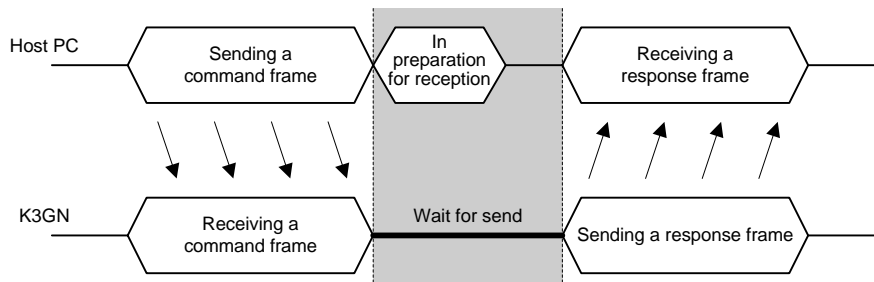 Host PC
Sending a
command frame
In
preparation
for reception
Receiving a
response frame
K3GN
Receiving a
command frame
Wait for send
Sending a response frame